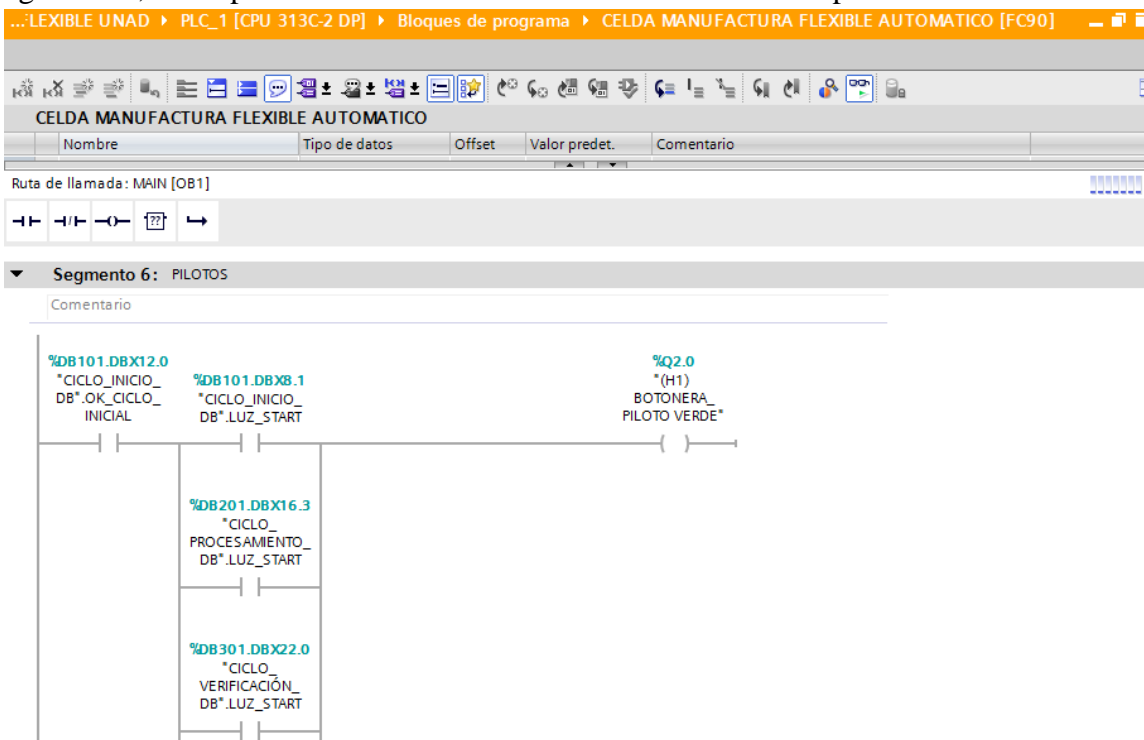 ...:LEXIBLE UNAD ▸ PLC_1 [CPU 313C-2 DP] ▸ Bloques de programa ▸ CELDA MANUFACTURA FLEXIBLE AUTOMATICO [FC90]
CELDA MANUFACTURA FLEXIBLE AUTOMATICO
Nombre Tipo de datos Offset Valor predet. Comentario
Ruta de llamada: MAIN [OB1]
??
Segmento 6: PILOTOS
Comentario
%DB101.DBX12.0
"CICLO_INICIO_
DB".OK_CICLO_
INICIAL
%DB101.DBX8.1
"CICLO_INICIO_
DB".LUZ_START
%Q2.0
"(H1)
BOTONERA_
PILOTO VERDE"
%DB201.DBX16.3
"CICLO_
PROCESAMIENTO_
DB".LUZ_START
%DB301.DBX22.0
"CICLO_
VERIFICACIÓN_
DB".LUZ_START